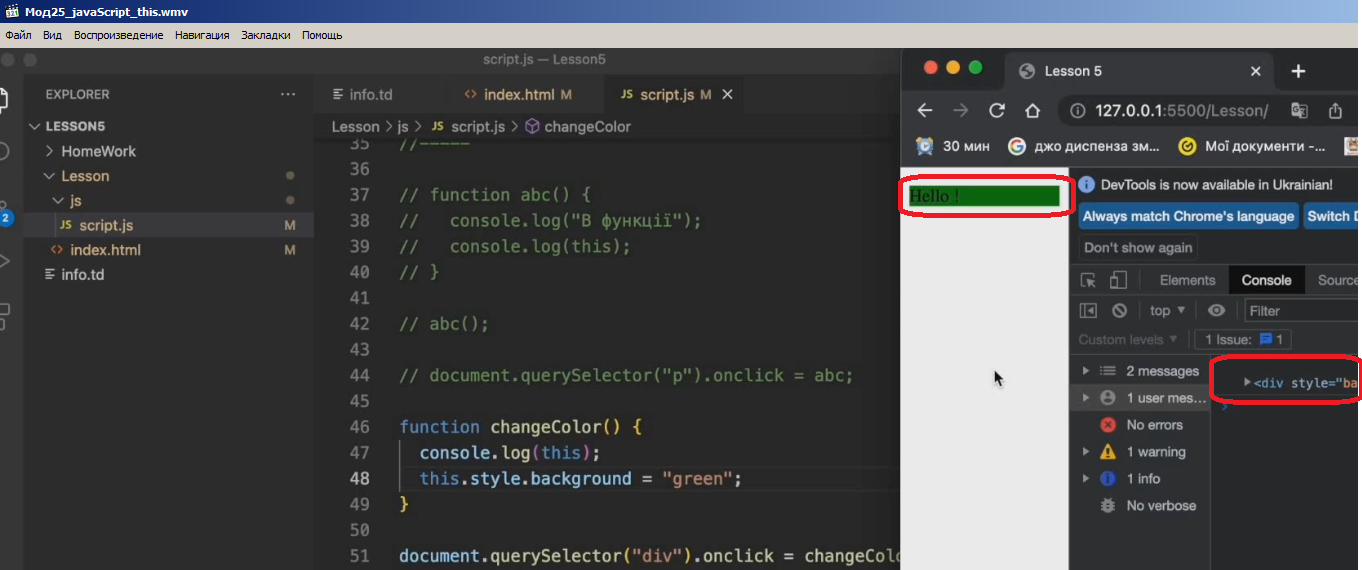 Мод25_javaScript_this.wmv
Файл Вид Воспроизведение Навигация Закладки Помощь
script.js — Lesson5
EXPLORER
LESSON5
HomeWork
Lesson
js
JS script.js M
index.html M
info.td
2
info.td
index.html M
JS script.js M
Lesson > js > JS script.js > changeColor
35 //-----
36
37 // function abc() {
38 //   console.log("В функції");
39 //   console.log(this);
40 // }
41
42 // abc();
43
44 // document.querySelector("p").onclick = abc;
45
46 function changeColor() {
47   console.log(this);
48   this.style.background = "green";
49 }
50
51 document.querySelector("div").onclick = changeColo
Lesson 5
127.0.0.1:5500/Lesson/
30 мин
джо диспенза зм...
Мої документи -...
Hello !
DevTools is now available in Ukrainian!
Always match Chrome's language
Switch D
Don't show again
Elements Console Source
top
Filter
Custom levels
1 Issue: 1
2 messages
1 user mes...
No errors
1 warning
1 info
No verbose
<div style="ba